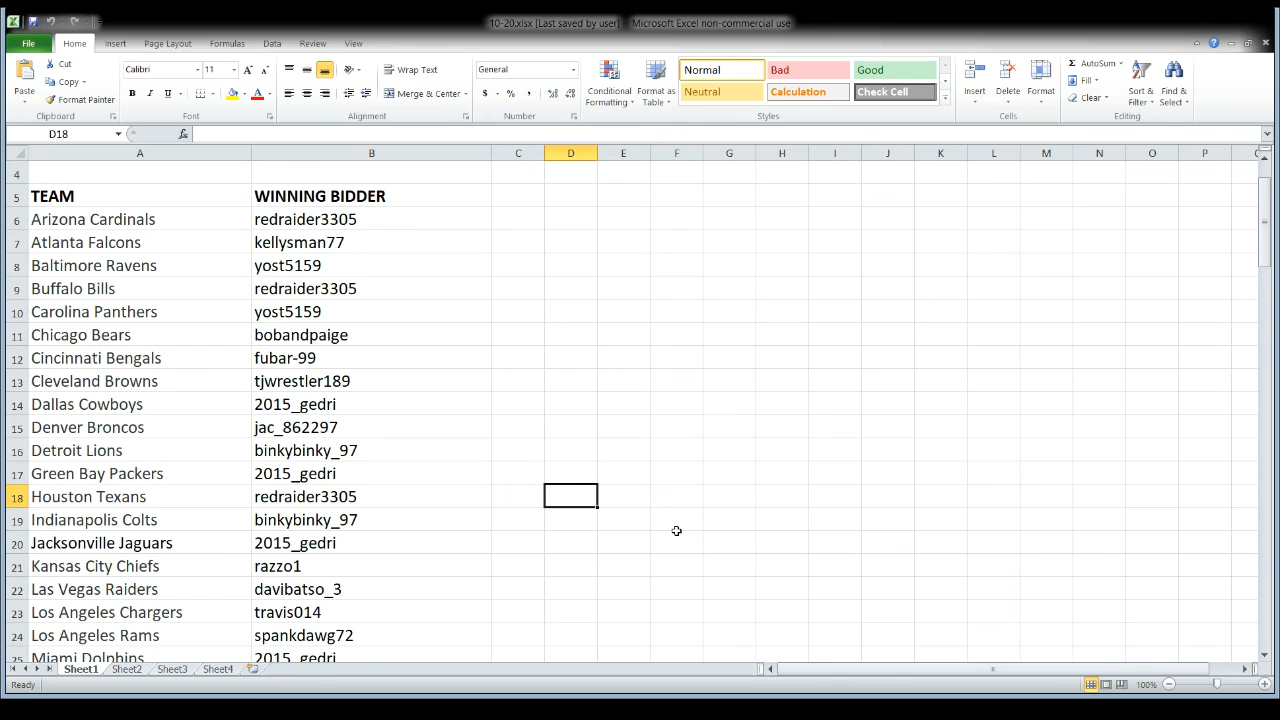 10-20.xlsx [Last saved by user] - Microsoft Excel non-commercial use
File Home Insert Page Layout Formulas Data Review View
Paste
Cut
Copy
Format Painter
Clipboard
Calibri 11
B I U A
Font
Wrap Text
Merge & Center
Alignment
General
$ % ,
Number
Conditional Formatting
Format as Table
Normal Bad Good
Neutral Calculation Check Cell
Styles
Insert Delete Format
Cells
Σ AutoSum
Fill
Clear
Sort & Filter
Find & Select
Editing
D18 fx
A B C D E F G H I J K L M N O P
4
5 TEAM WINNING BIDDER
6 Arizona Cardinals redraider3305
7 Atlanta Falcons kellysman77
8 Baltimore Ravens yost5159
9 Buffalo Bills redraider3305
10 Carolina Panthers yost5159
11 Chicago Bears bobandpaige
12 Cincinnati Bengals fubar-99
13 Cleveland Browns tjwrestler189
14 Dallas Cowboys 2015_gedri
15 Denver Broncos jac_862297
16 Detroit Lions binkybinky_97
17 Green Bay Packers 2015_gedri
18 Houston Texans redraider3305
19 Indianapolis Colts binkybinky_97
20 Jacksonville Jaguars 2015_gedri
21 Kansas City Chiefs razzo1
22 Las Vegas Raiders davibatso_3
23 Los Angeles Chargers travis014
24 Los Angeles Rams spankdawg72
25 Miami Dolphins 2015_gedri
Sheet1 Sheet2 Sheet3 Sheet4
Ready 100%